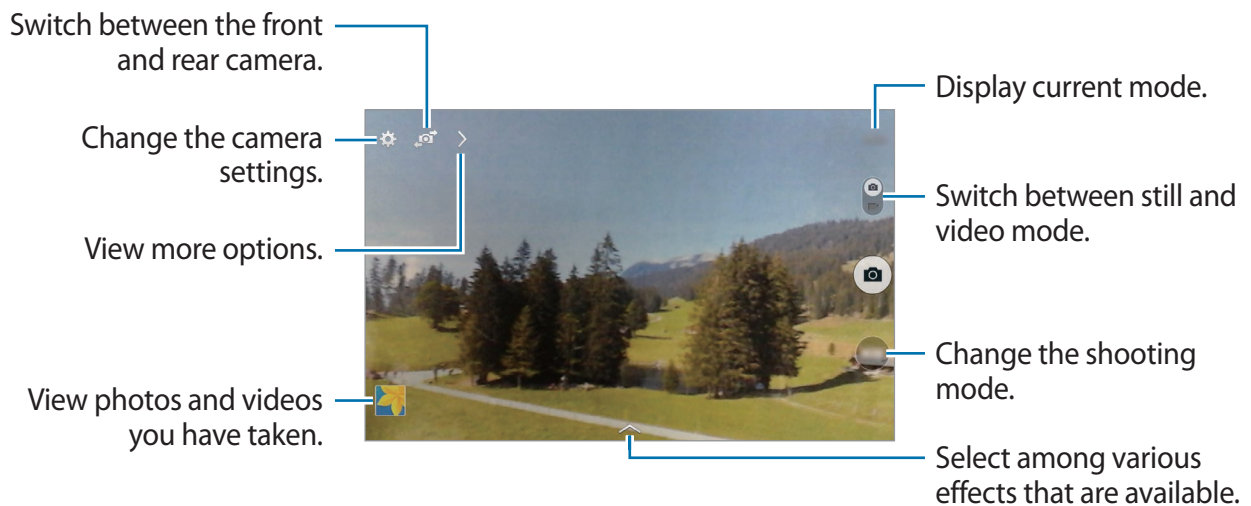 Switch between the front
and rear camera.
Change the camera
settings.
View more options.
View photos and videos
you have taken.
Display current mode.
Switch between still and
video mode.
Change the shooting
mode.
Select among various
effects that are available.